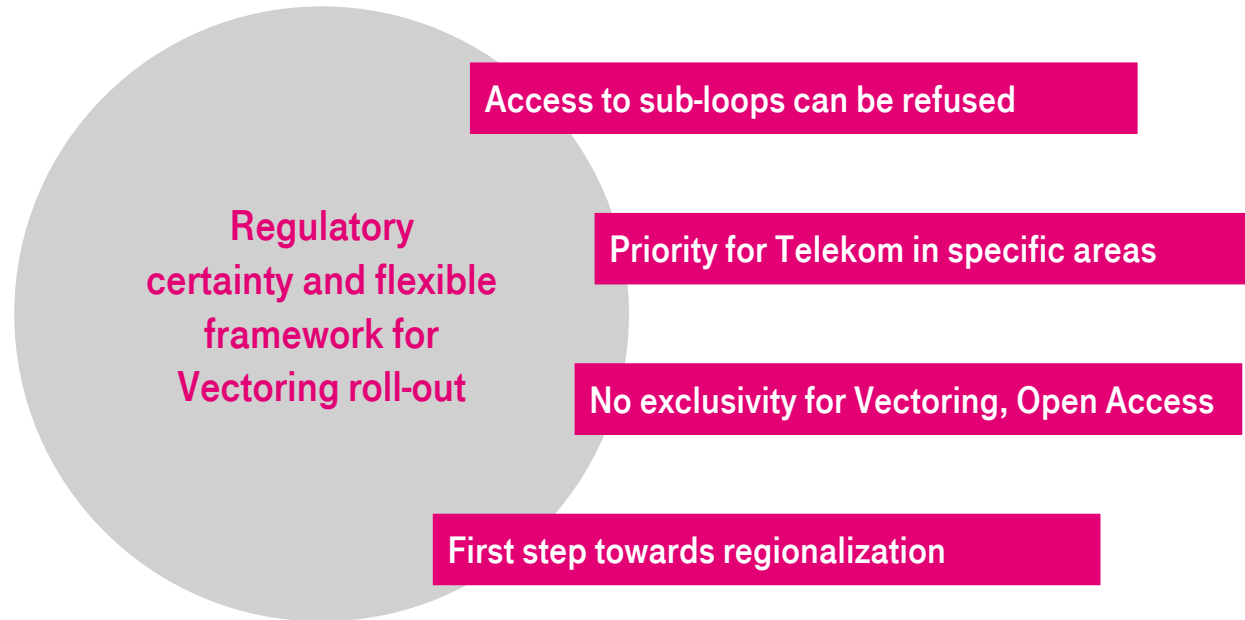 Access to sub-loops can be refused
Regulatory
certainty and flexible
framework for
Vectoring roll-out
Priority for Telekom in specific areas
No exclusivity for Vectoring, Open Access
First step towards regionalization